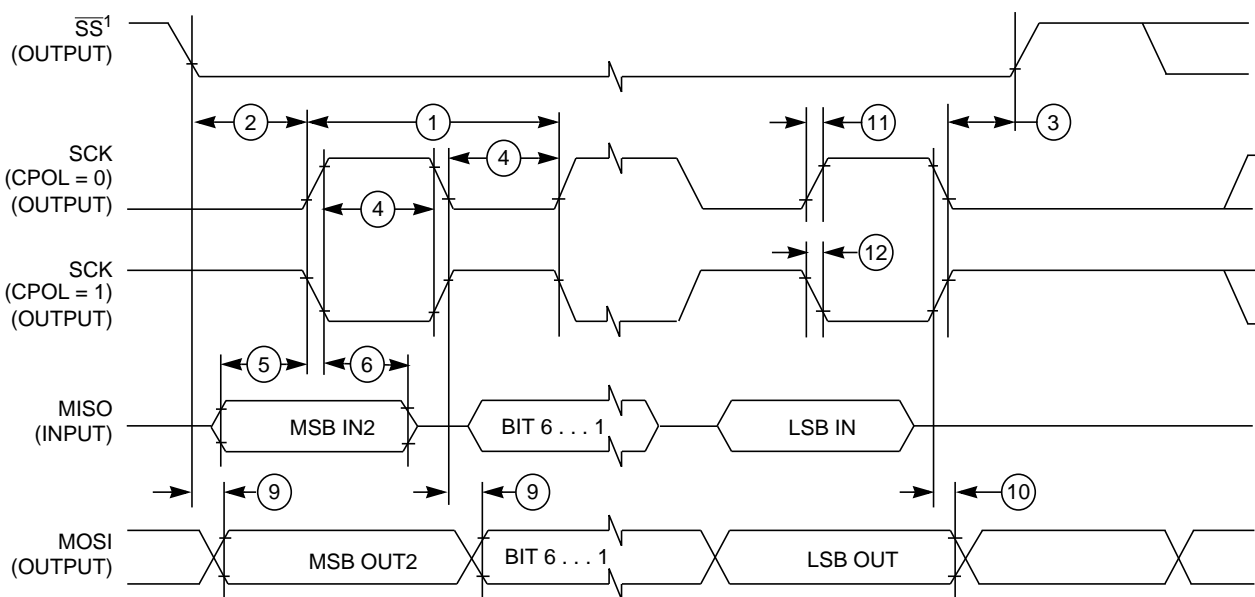 SS1
(OUTPUT)
2
1
11
3
SCK
(CPOL = 0)
(OUTPUT)
4
4
12
SCK
(CPOL = 1)
(OUTPUT)
5
6
MISO
(INPUT)
MSB IN2
BIT 6 . . . 1
LSB IN
9
9
10
MOSI
(OUTPUT)
MSB OUT2
BIT 6 . . . 1
LSB OUT